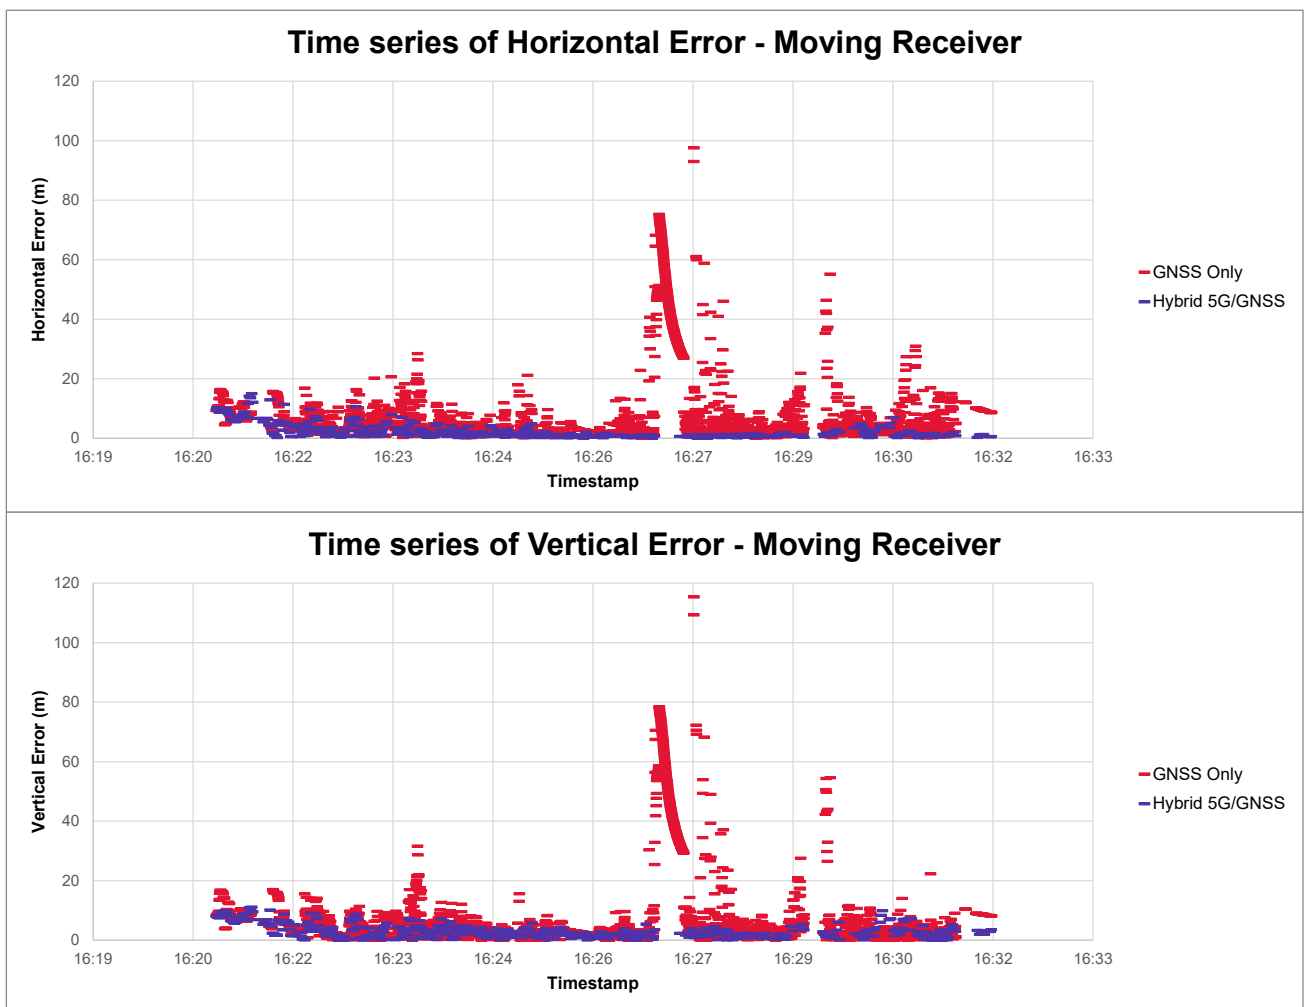 Time series of Horizontal Error - Moving Receiver
120
100
80
60
40
20
0
Horizontal Error (m)
16:19 16:20 16:22 16:23 16:24 16:26 16:27 16:29 16:30 16:32 16:33
Timestamp
GNSS Only
Hybrid 5G/GNSS
Time series of Vertical Error - Moving Receiver
120
100
80
60
40
20
0
Vertical Error (m)
16:19 16:20 16:22 16:23 16:24 16:26 16:27 16:29 16:30 16:32 16:33
Timestamp
GNSS Only
Hybrid 5G/GNSS